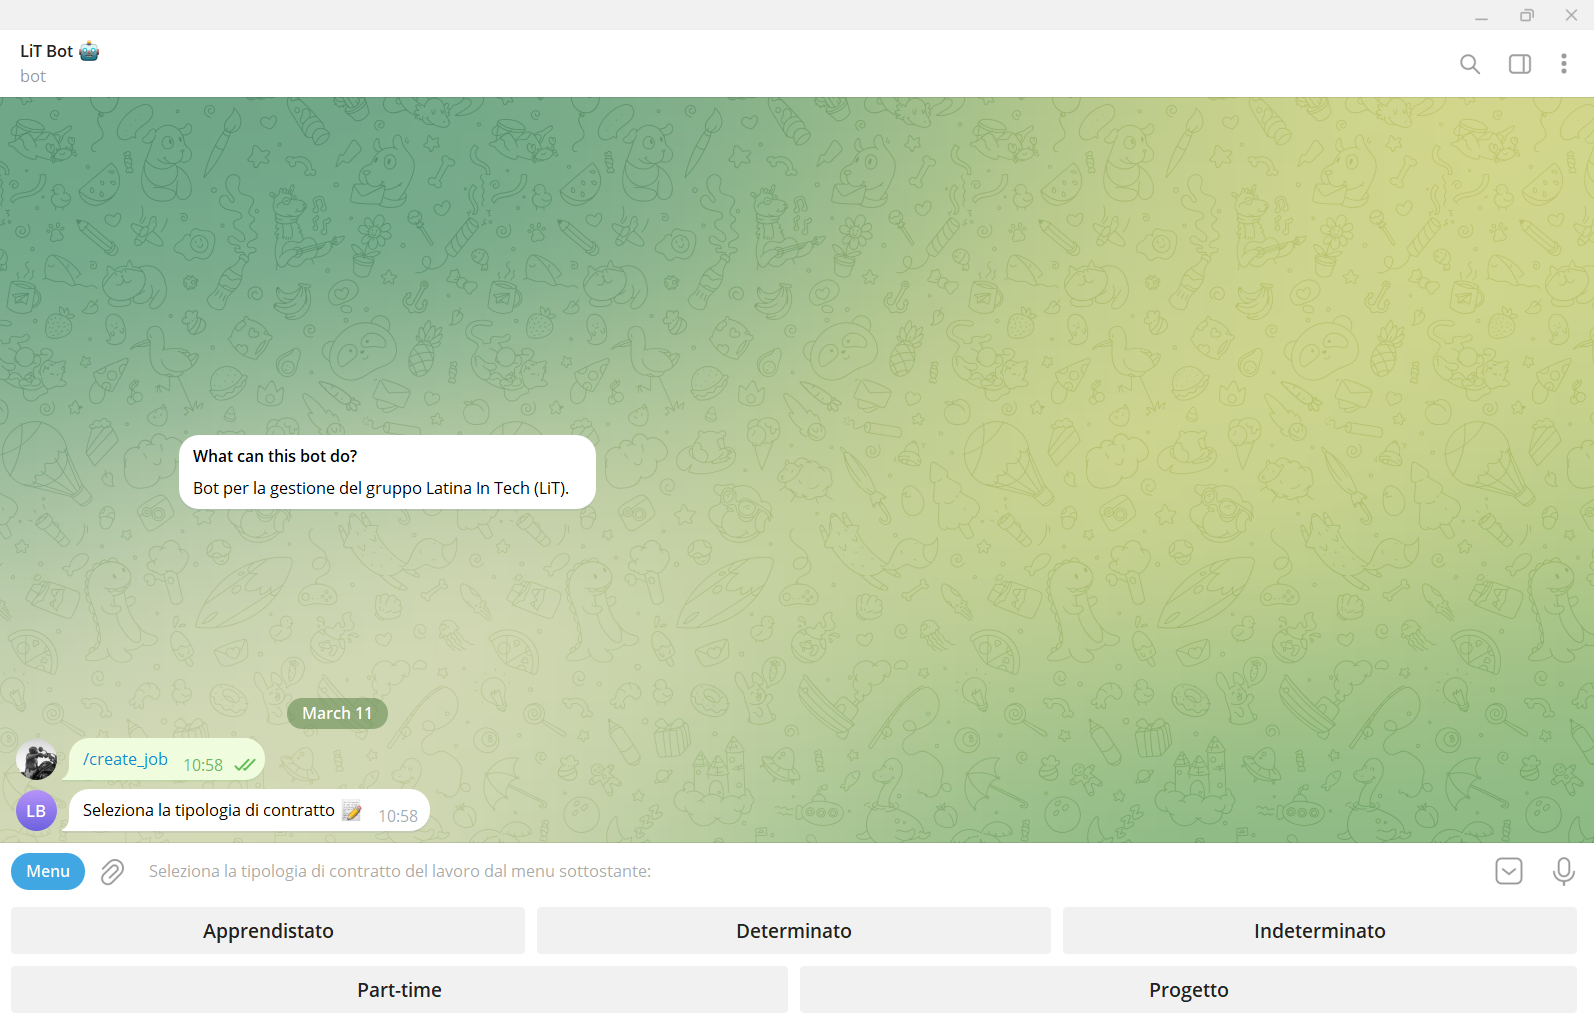 LiT Bot 🤖
bot
What can this bot do?
Bot per la gestione del gruppo Latina In Tech (LiT).
March 11
/create_job 10:58
LB
Seleziona la tipologia di contratto 📝 10:58
Menu
Seleziona la tipologia di contratto del lavoro dal menu sottostante:
Apprendistato
Determinato
Indeterminato
Part-time
Progetto